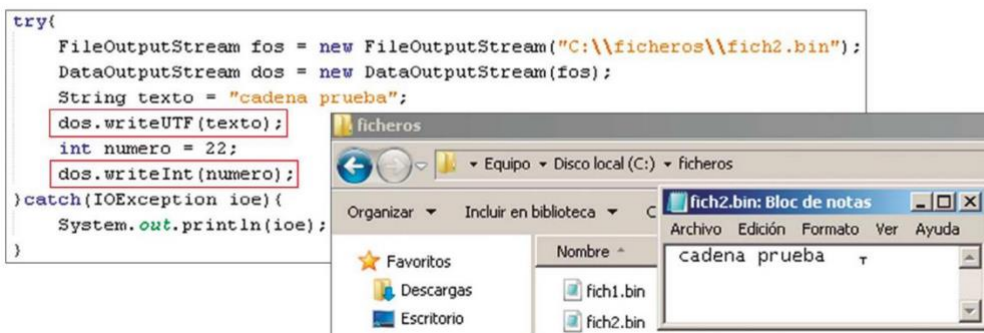 try{
FileOutputStream fos = new FileOutputStream("C:\\ficheros\\fich2.bin");
DataOutputStream dos = new DataOutputStream(fos);
String texto = "cadena prueba";
dos.writeUTF(texto);
int numero = 22;
dos.writeInt(numero);
}catch(IOException ioe){
System.out.println(ioe);
}
ficheros
Equipo Disco local (C:) ficheros
Organizar Incluir en biblioteca C
Favoritos
Descargas
Escritorio
Nombre
fich1.bin
fich2.bin
fich2.bin: Bloc de notas
Archivo Edición Formato Ver Ayuda
cadena prueba